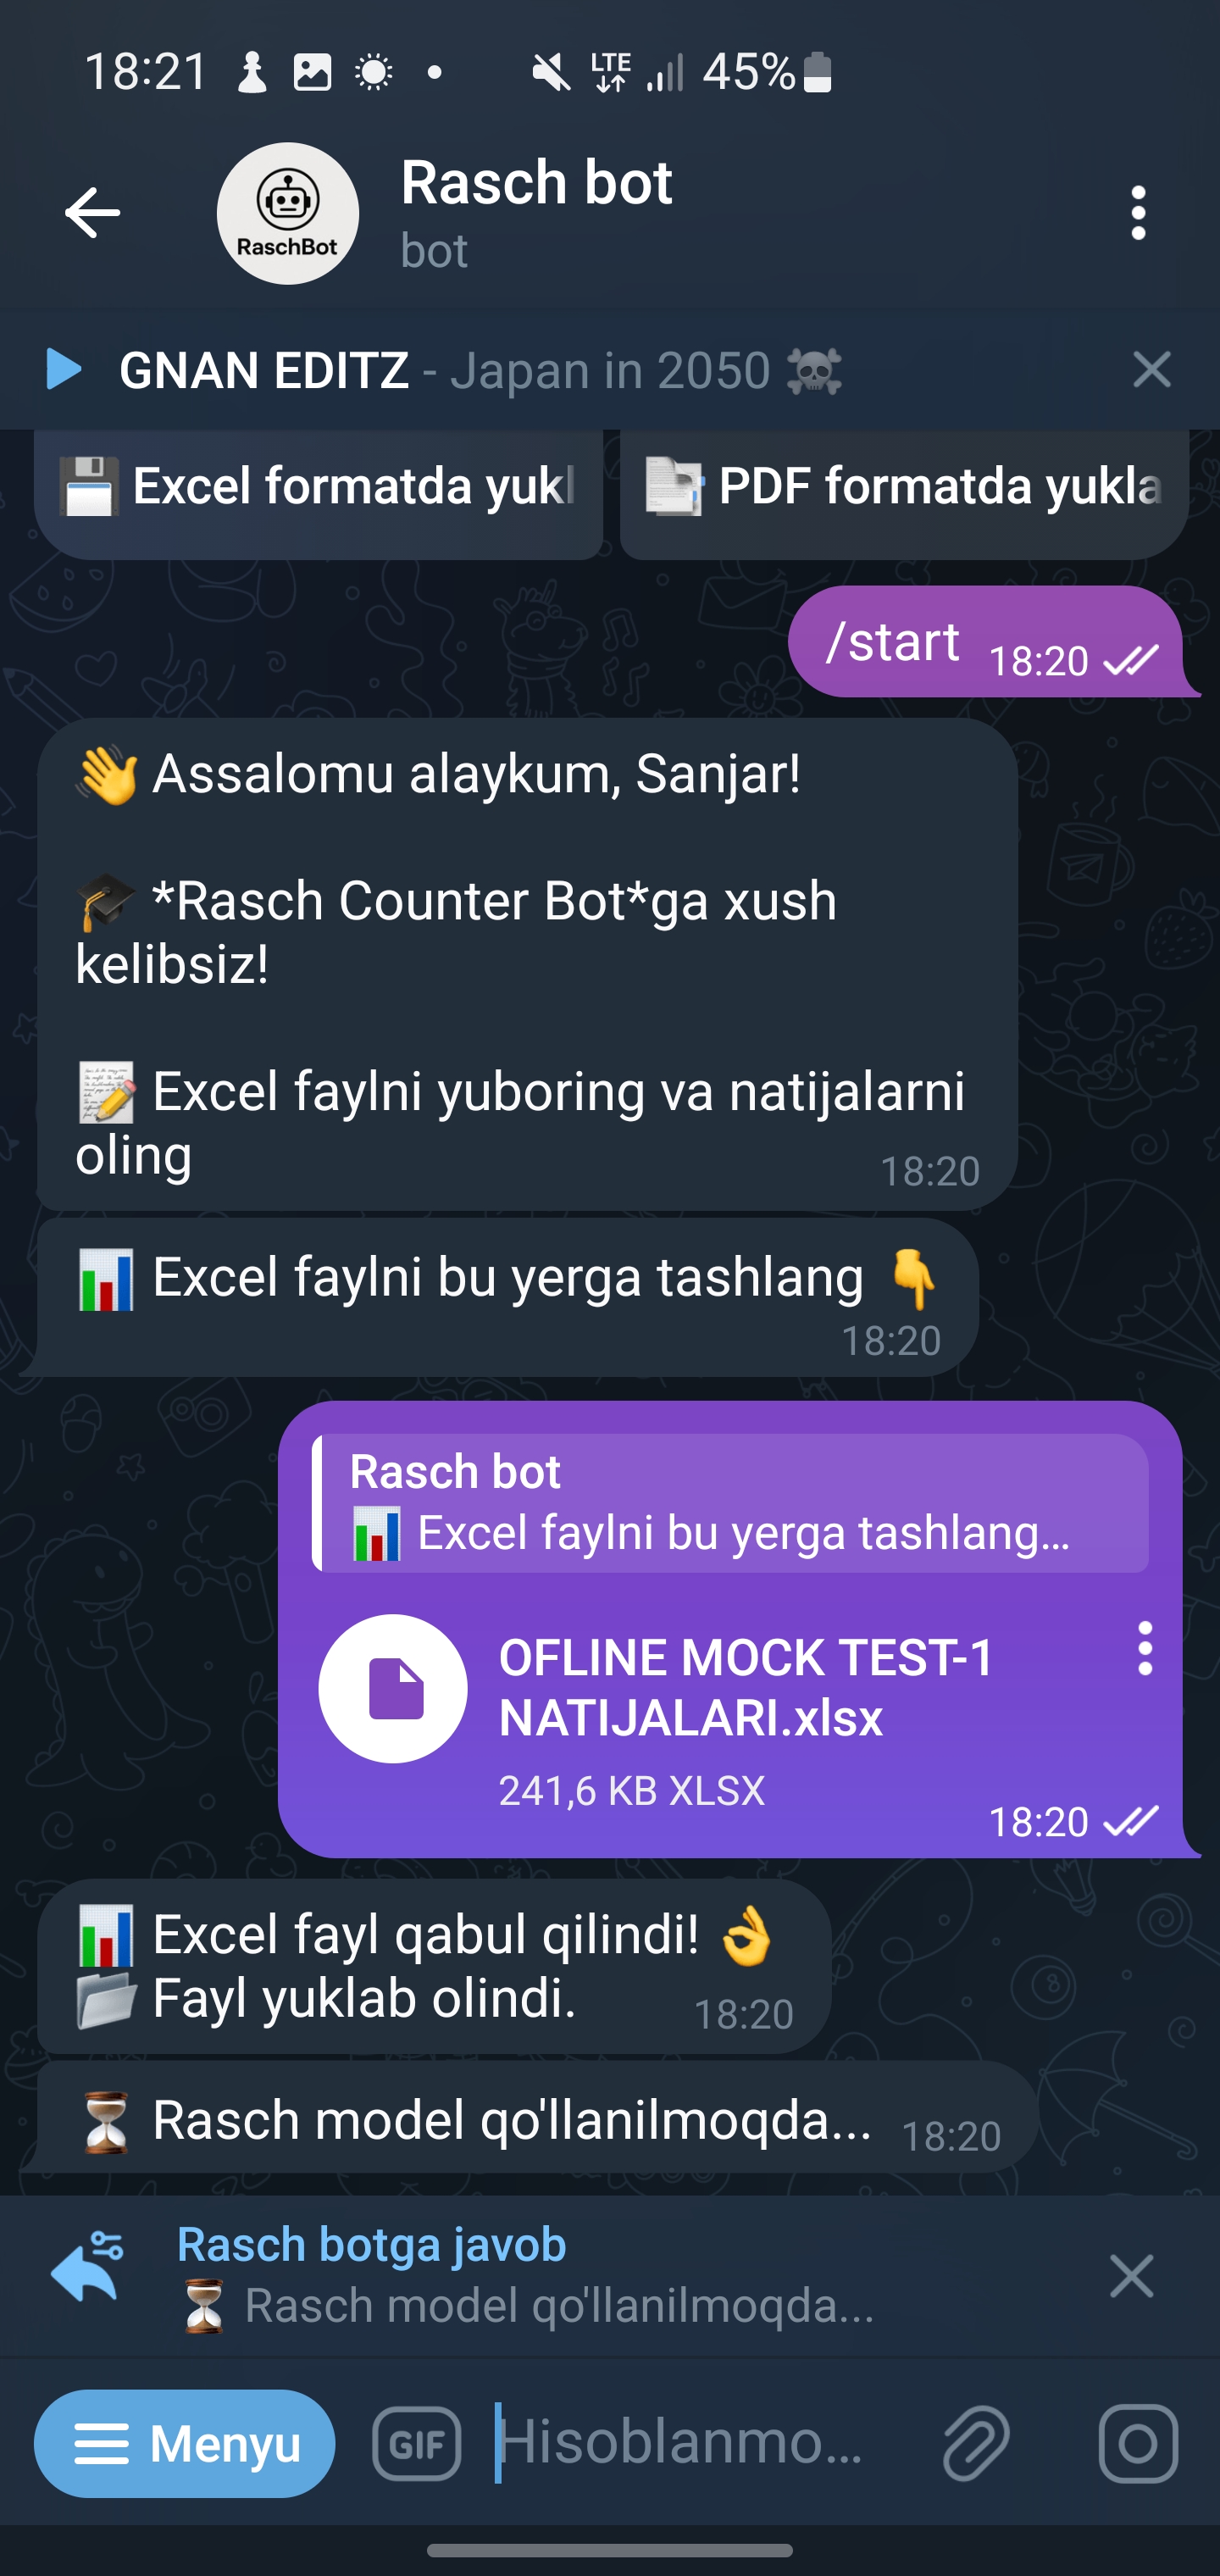 18:21 LTE 45%
RaschBot
Rasch bot
bot
GNAN EDITZ - Japan in 2050 ☠️
💾 Excel formatda yukl
📑 PDF formatda yukla
/start 18:20
👋 Assalomu alaykum, Sanjar!
🎓 *Rasch Counter Bot*ga xush
kelibsiz!
📝 Excel faylni yuboring va natijalarni
oling 18:20
📊 Excel faylni bu yerga tashlang 👇
18:20
Rasch bot
📊 Excel faylni bu yerga tashlang...
OFLINE MOCK TEST-1
NATIJALARI.xlsx
241,6 KB XLSX
18:20
📊 Excel fayl qabul qilindi! 👌
📂 Fayl yuklab olindi. 18:20
⏳ Rasch model qo'llanilmoqda... 18:20
Rasch botga javob
⏳ Rasch model qo'llanilmoqda...
Menyu GIF Hisoblanmo...